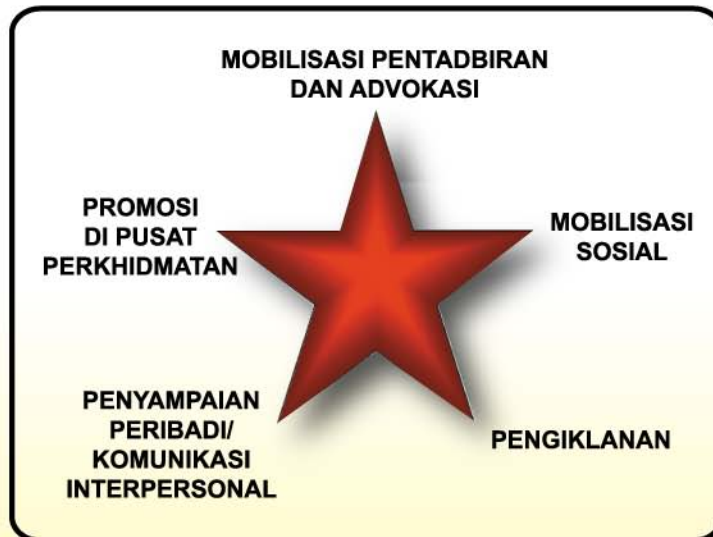 MOBILISASI PENTADBIRAN
DAN ADVOKASI
PROMOSI
DI PUSAT
PERKHIDMATAN
MOBILISASI
SOSIAL
PENYAMPAIAN
PERIBADI/
KOMUNIKASI
INTERPERSONAL
PENGIKLANAN